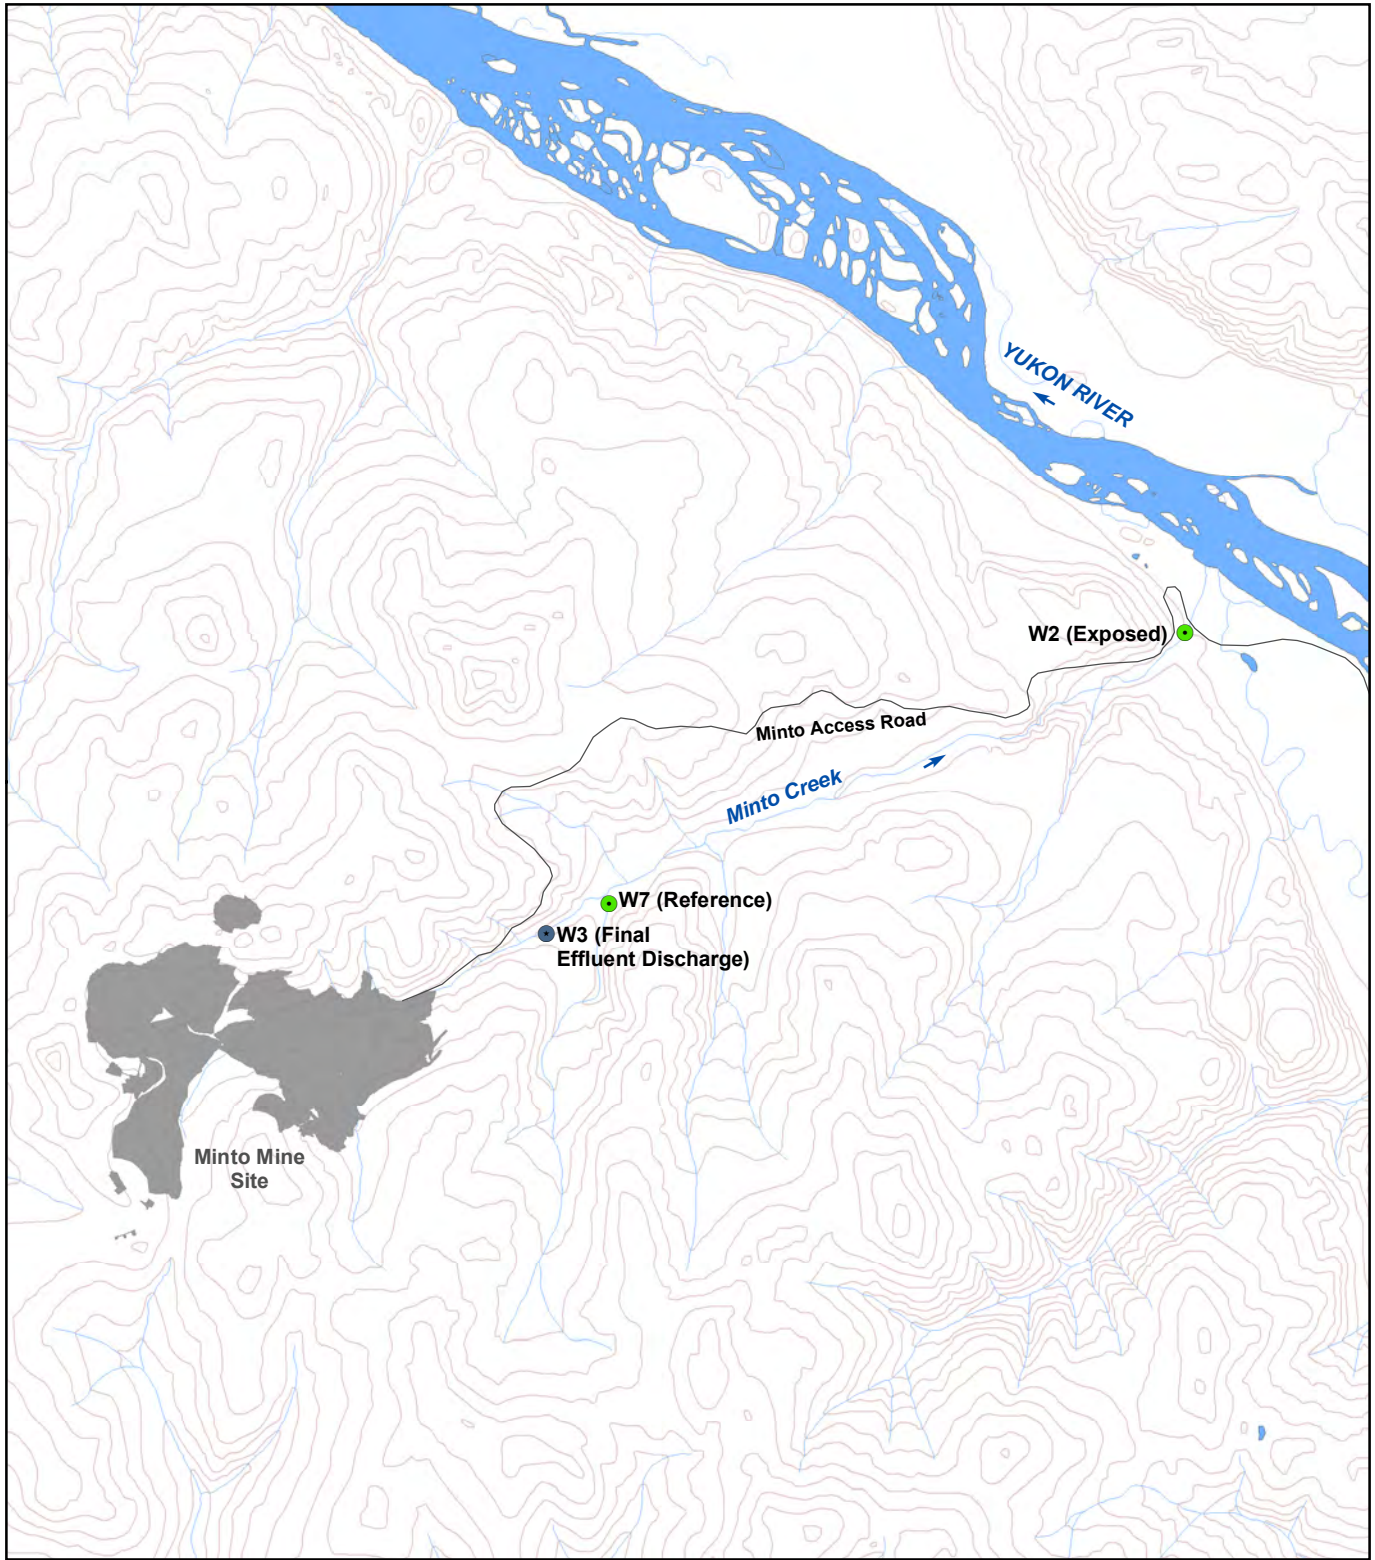 YUKON RIVER
W2 (Exposed)
Minto Access Road
Minto Creek
W7 (Reference)
W3 (Final
Effluent Discharge)
Minto Mine
Site